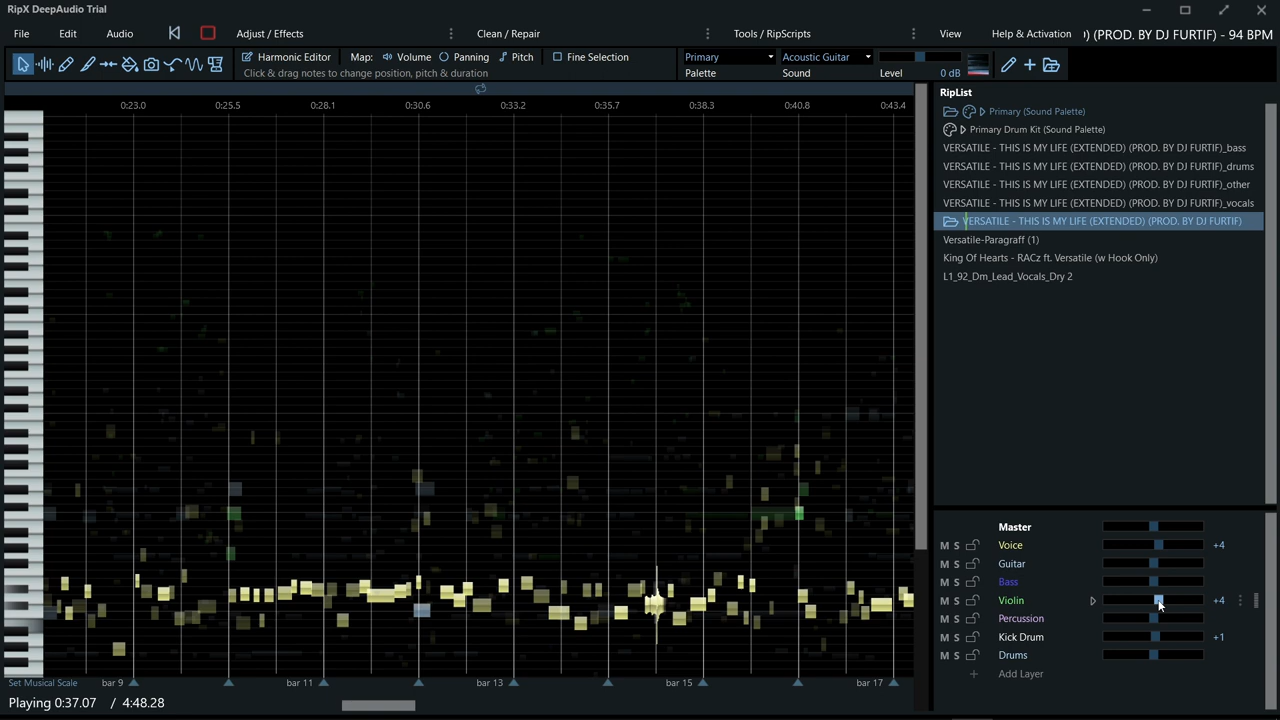 RipX DeepAudio Trial
File Edit Audio Adjust / Effects Clean / Repair Tools / RipScripts View Help & Activation ) (PROD. BY DJ FURTIF) - 94 BPM
Harmonic Editor Map: Volume Panning Pitch Fine Selection Primary Acoustic Guitar
Click & drag notes to change position, pitch & duration Palette Sound Level 0 dB
RipList
0:23.0 0:25.5 0:28.1 0:30.6 0:33.2 0:35.7 0:38.3 0:40.8 0:43.4
Primary (Sound Palette)
Primary Drum Kit (Sound Palette)
VERSATILE - THIS IS MY LIFE (EXTENDED) (PROD. BY DJ FURTIF)_bass
VERSATILE - THIS IS MY LIFE (EXTENDED) (PROD. BY DJ FURTIF)_drums
VERSATILE - THIS IS MY LIFE (EXTENDED) (PROD. BY DJ FURTIF)_other
VERSATILE - THIS IS MY LIFE (EXTENDED) (PROD. BY DJ FURTIF)_vocals
VERSATILE - THIS IS MY LIFE (EXTENDED) (PROD. BY DJ FURTIF)
Versatile-Paragraff (1)
King Of Hearts - RACz ft. Versatile (w Hook Only)
L1_92_Dm_Lead_Vocals_Dry 2
Master
M S Voice +4
M S Guitar
M S Bass
M S Violin +4
M S Percussion
M S Kick Drum +1
M S Drums
+ Add Layer
Set Musical Scale bar 9 bar 11 bar 13 bar 15 bar 17
Playing 0:37.07 / 4:48.28